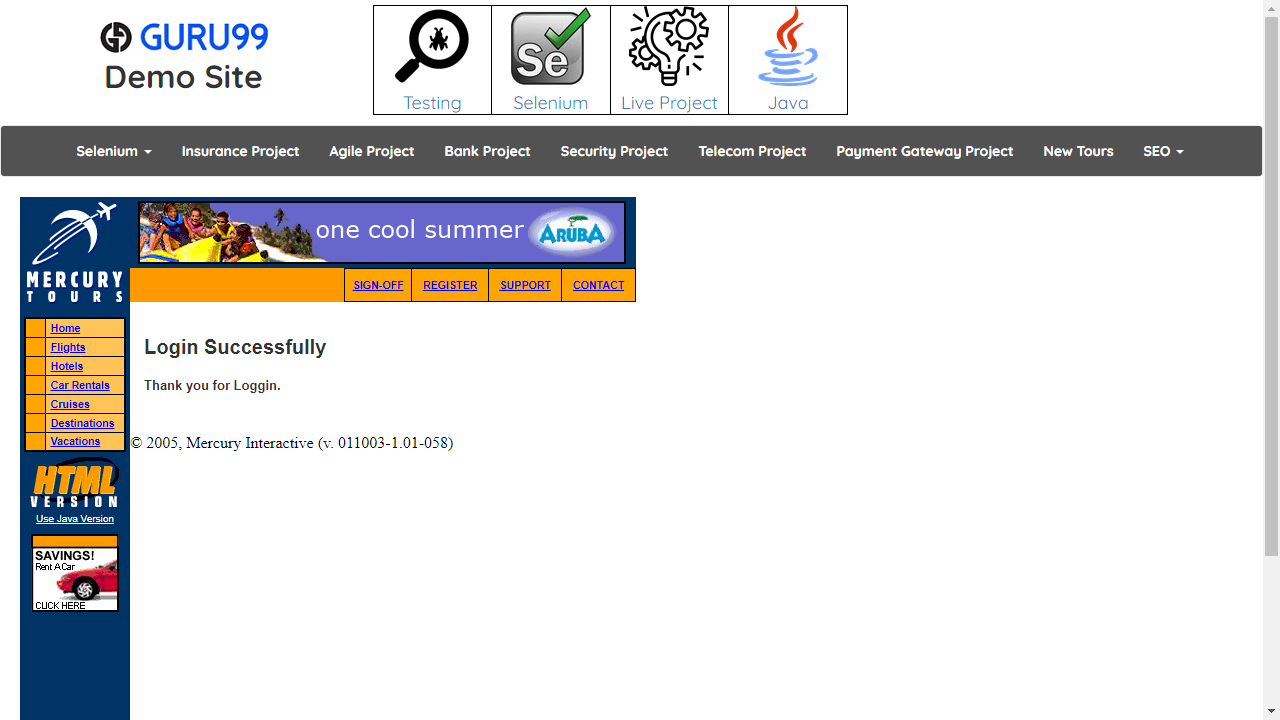 GURU99
Demo Site
Testing
Se
Selenium
Live Project
Java
Selenium
Insurance Project
Agile Project
Bank Project
Security Project
Telecom Project
Payment Gateway Project
New Tours
SEO
MERCURY
TOURS
one cool summer
ARUBA
SIGN-OFF
REGISTER
SUPPORT
CONTACT
Home
Flights
Hotels
Car Rentals
Cruises
Destinations
Vacations
HTML
VERSION
Use Java Version
SAVINGS!
Rent A Car
CLICK HERE
Login Successfully
Thank you for Loggin.
© 2005, Mercury Interactive (v. 011003-1.01-058)